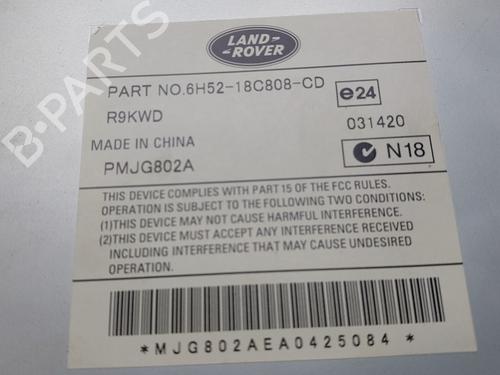 B-PARTS
LAND-
ROVER
PART NO.6H52-18C808-CD
e24
R9KWD
031420
MADE IN CHINA
N18
PMJG802A
THIS DEVICE COMPLIES WITH PART 15 OF THE FCC RULES.
OPERATION IS SUBJECT TO THE FOLLOWING TWO CONDITIONS:
(1)THIS DEVICE MAY NOT CAUSE HARMFUL INTERFERENCE.
(2)THIS DEVICE MUST ACCEPT ANY INTERFERENCE RECEIVED
INCLUDING INTERFERENCE THAT MAY CAUSE UNDESIRED
OPERATION.
*MJG802AEA0425084*